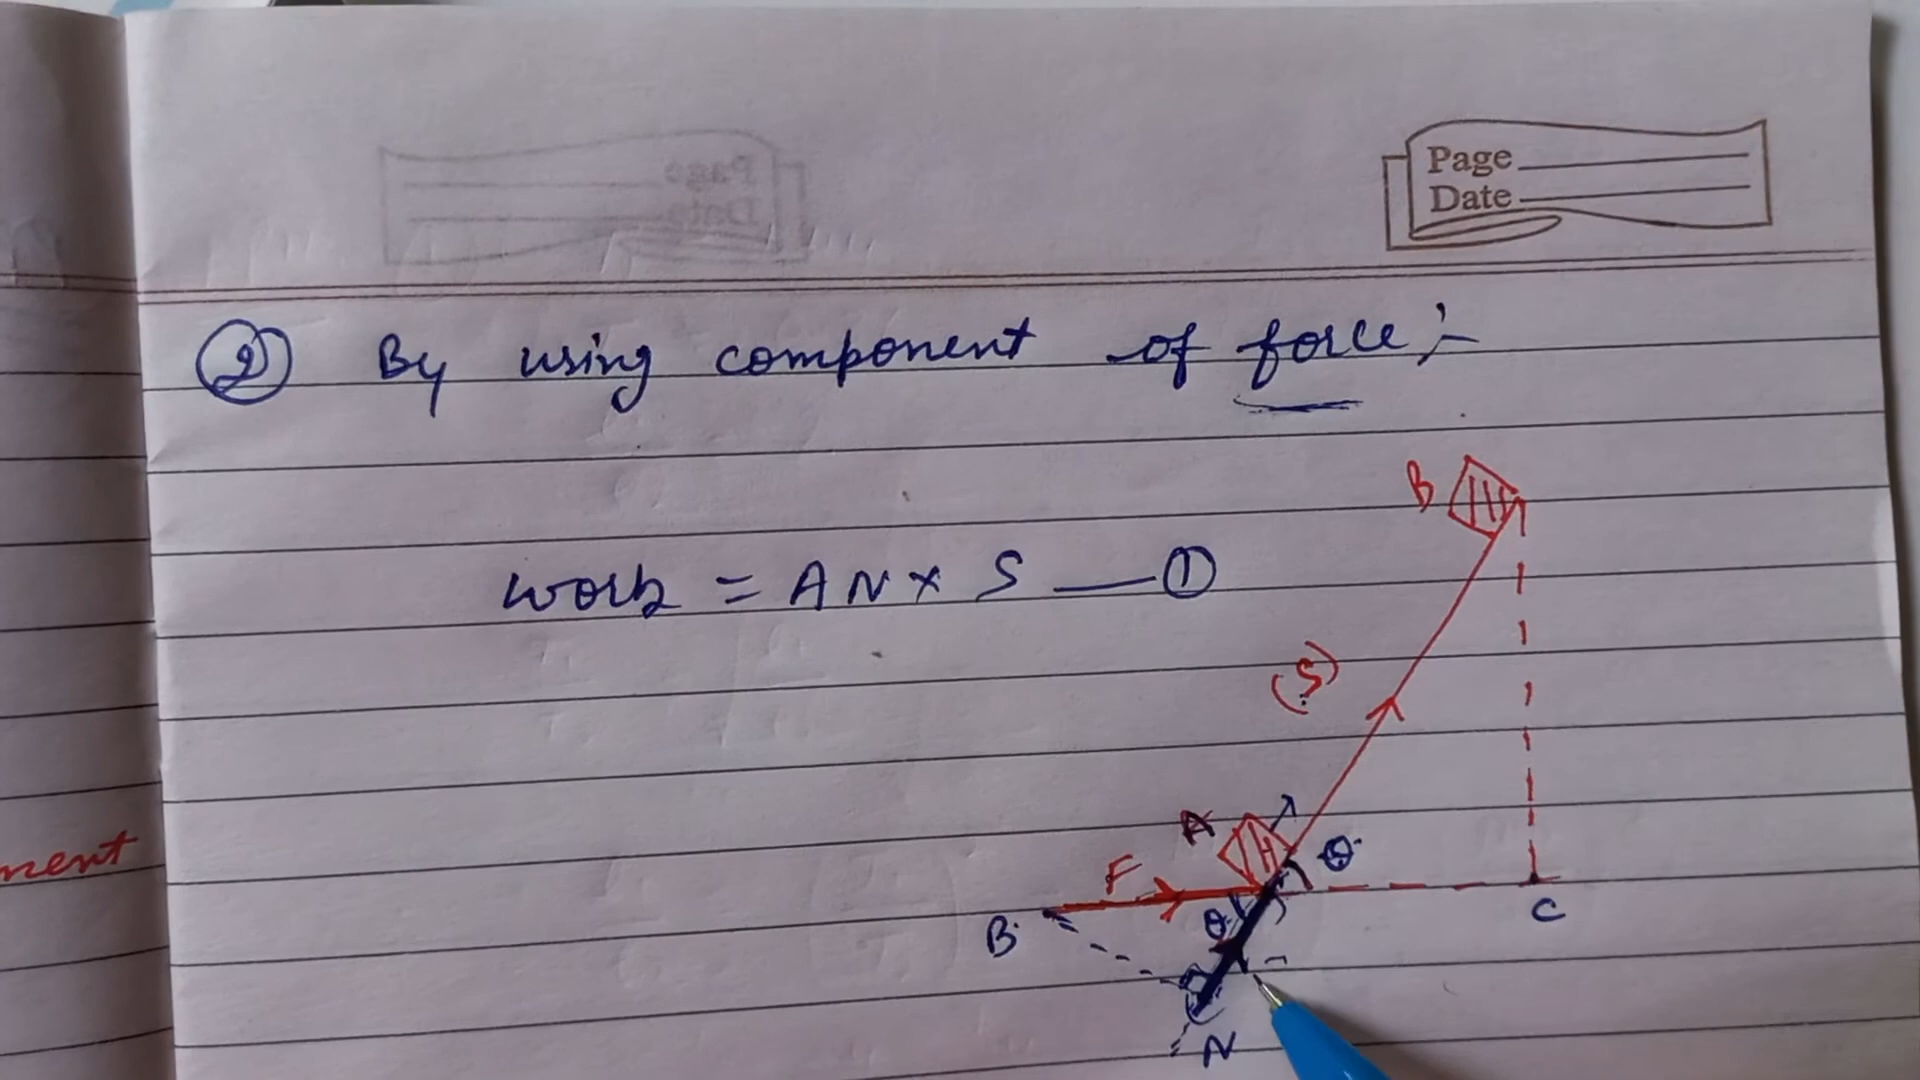 Page
Date
② By using component of force :-
B
work = AN × S — ①
(S)
A
θ
F
B
θ
C
N
ment